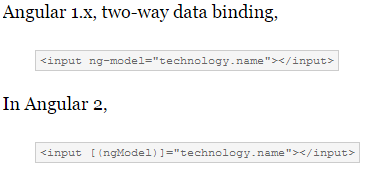 Angular 1.x, two-way data binding,
<input ng-model="technology.name"></input>
In Angular 2,
<input [(ngModel)]="technology.name"></input>